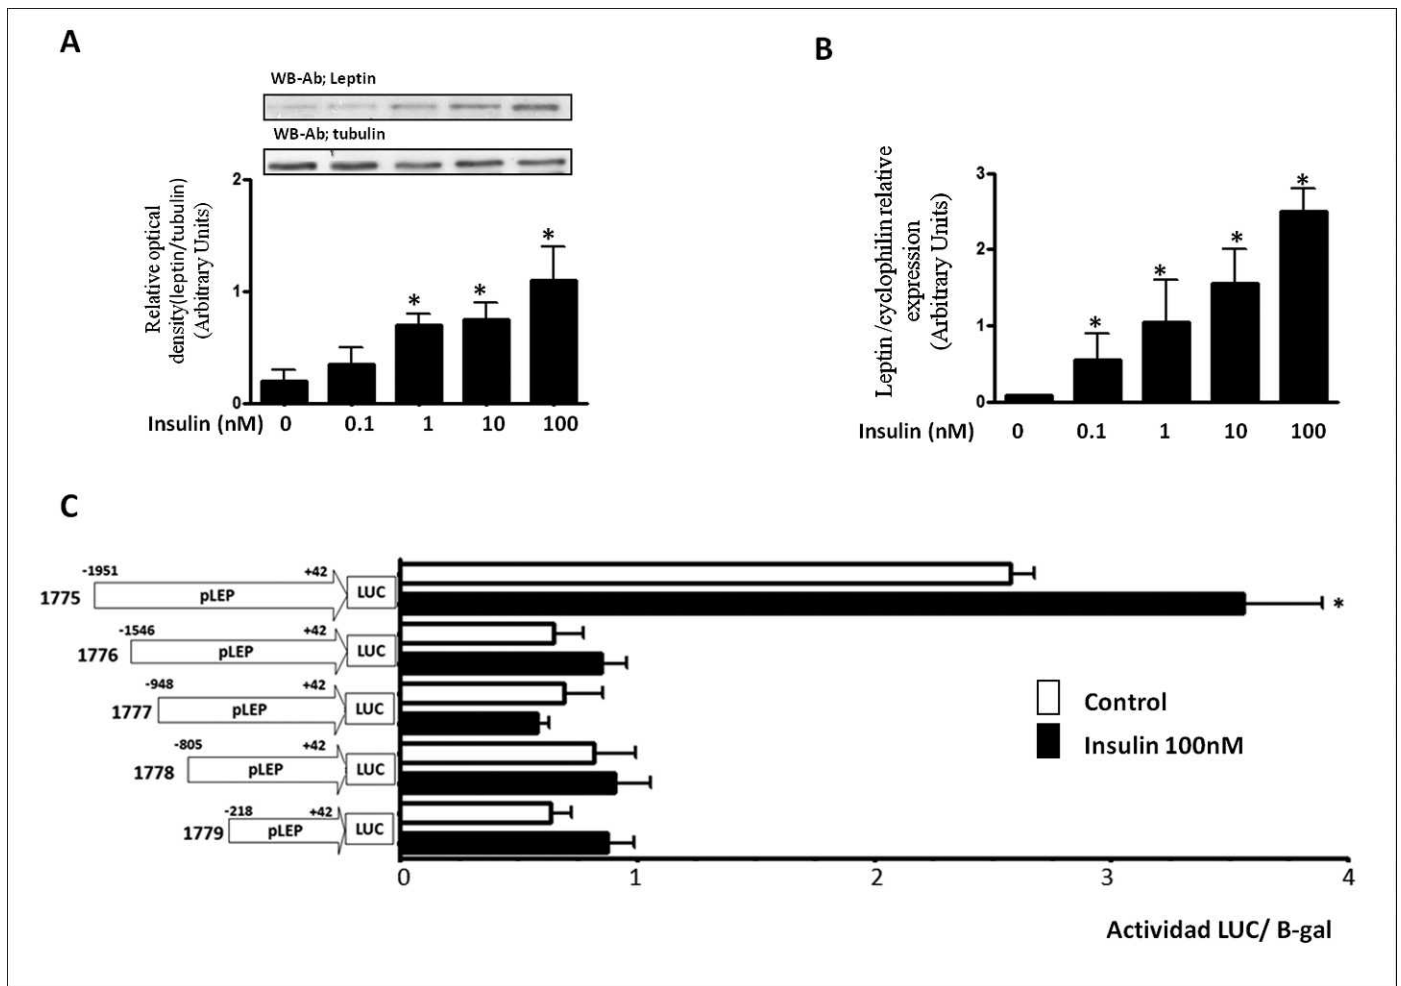 A
WB-Ab; Leptin
WB-Ab; tubulin
Relative optical
density(leptin/tubulin)
(Arbitrary Units)
2
1
0
*
*
*
Insulin (nM) 0 0.1 1 10 100
B
Leptin /cyclophilin relative
expression
(Arbitrary Units)
3
2
1
0
*
*
*
*
Insulin (nM) 0 0.1 1 10 100
C
-1951 +42
1775 pLEP LUC
*
-1546 +42
1776 pLEP LUC
-948 +42
1777 pLEP LUC
-805 +42
1778 pLEP LUC
-218 +42
1779 pLEP LUC
Control
Insulin 100nM
0 1 2 3 4
Actividad LUC/ B-gal